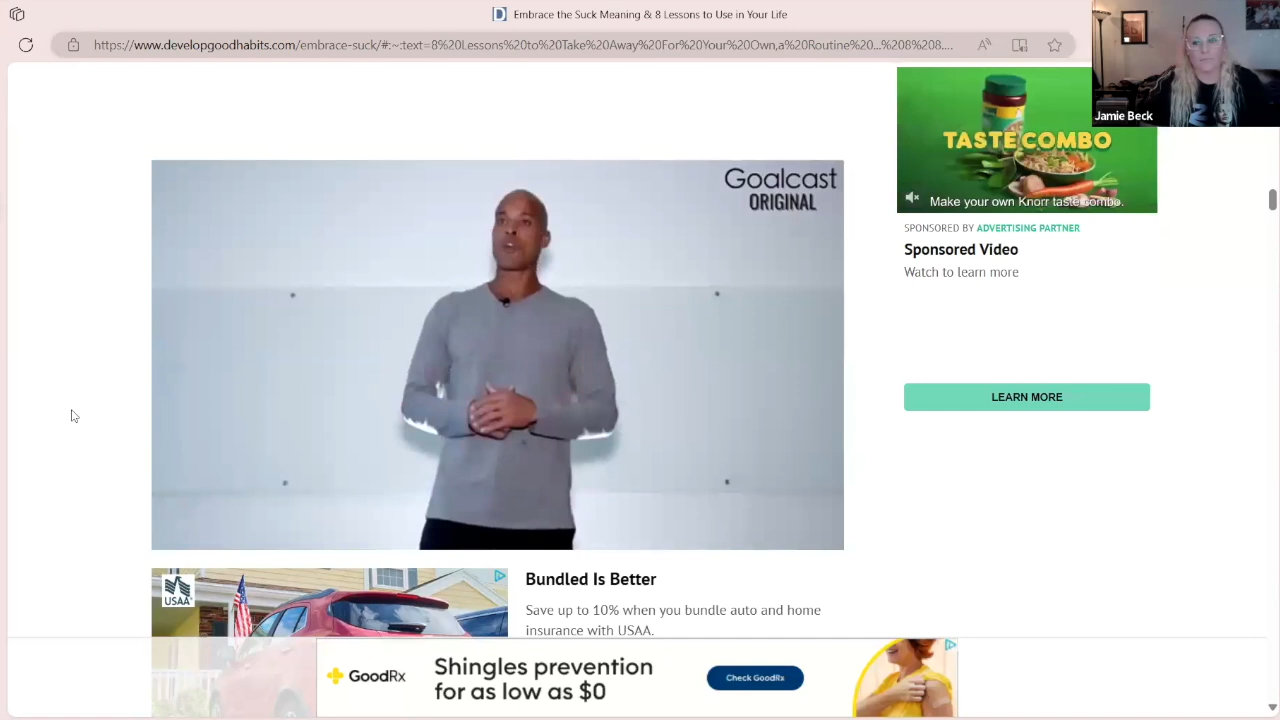 Embrace the Suck Meaning & 8 Lessons to Use in Your Life
https://www.developgoodhabits.com/embrace-suck/#:~:text=8%20Lessons%20to%20Take%20Away%20For%20Your%20Own,a%20Routine%20...%208%208....
Jamie Beck
Goalcast
ORIGINAL
TASTE COMBO
Make your own Knorr taste combo.
SPONSORED BY ADVERTISING PARTNER
Sponsored Video
Watch to learn more
LEARN MORE
USAA
Bundled Is Better
Save up to 10% when you bundle auto and home
insurance with USAA.
GoodRx
Shingles prevention
for as low as $0
Check GoodRx